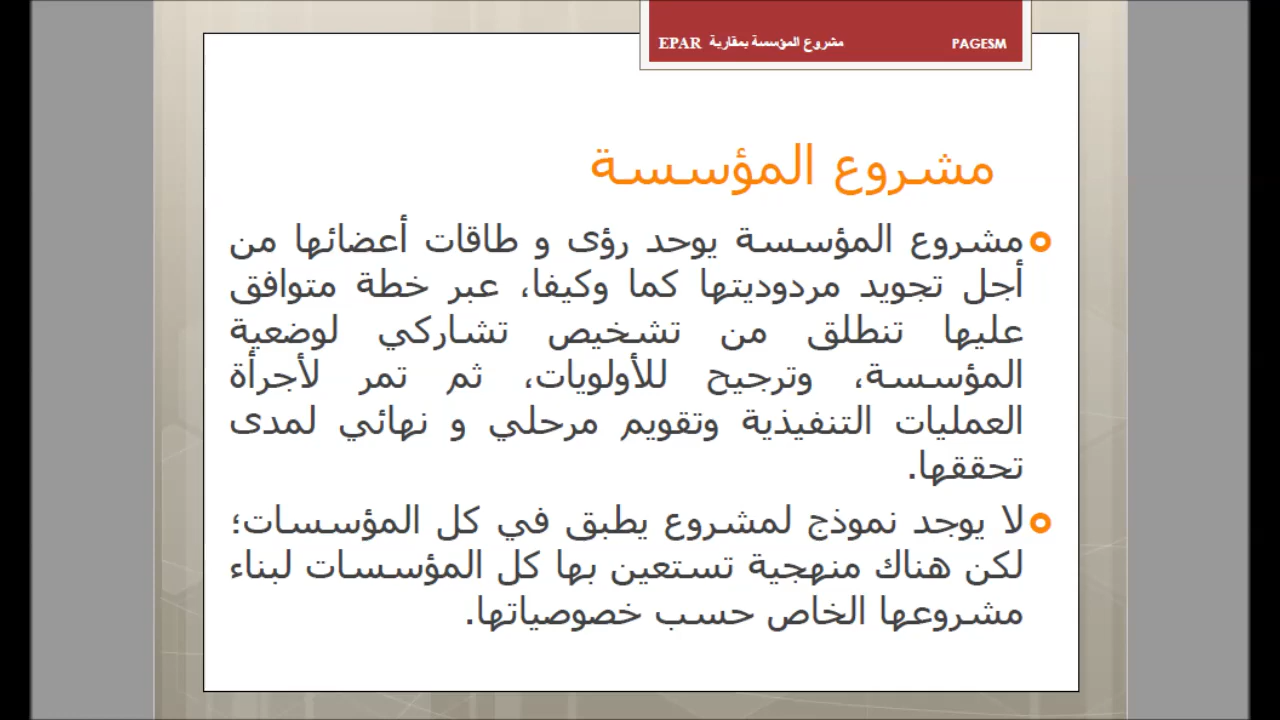 مشروع المؤسسة بمقاربة EPAR
PAGESM
مشروع المؤسسة
مشروع المؤسسة يوحد رؤى و طاقات أعضائها من
أجل تجويد مردوديتها كما وكيفا، عبر خطة متوافق
عليها تنطلق من تشخيص تشاركي لوضعية
المؤسسة، وترجيح للأولويات، ثم تمر لأجرأة
العمليات التنفيذية وتقويم مرحلي و نهائي لمدى
تحققها.
لا يوجد نموذج لمشروع يطبق في كل المؤسسات؛
لكن هناك منهجية تستعين بها كل المؤسسات لبناء
مشروعها الخاص حسب خصوصياتها.